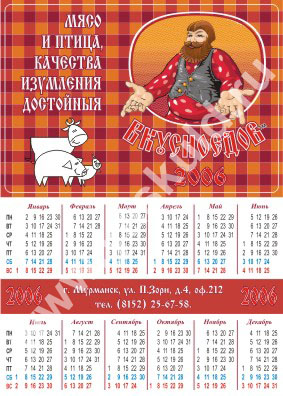 МЯСО
И ПТИЦА,
КАЧЕСТВА
ИЗУМЛЕНИЯ
ДОСТОЙНЫЯ
ВКУСНОЕДОВ
2006
Январь Февраль Март Апрель Май Июнь
ПН 2 9 16 23 30 6 13 20 27 6 13 20 27 3 10 17 24 1 8 15 22 29 5 12 19 26
ВТ 3 10 17 24 31 7 14 21 28 7 14 21 28 4 11 18 25 2 9 16 23 30 6 13 20 27
СР 4 11 18 25 1 8 15 22 1 8 15 22 29 5 12 19 26 3 10 17 24 31 7 14 21 28
ЧТ 5 12 19 26 2 9 16 23 2 9 16 23 30 6 13 20 27 4 11 18 25 1 8 15 22 29
ПТ 6 13 20 27 3 10 17 24 3 10 17 24 31 7 14 21 28 5 12 19 26 2 9 16 23 30
СБ 7 14 21 28 4 11 18 25 4 11 18 25 1 8 15 22 29 6 13 20 27 3 10 17 24
ВС 1 8 15 22 29 5 12 19 26 5 12 19 26 2 9 16 23 30 7 14 21 28 4 11 18 25
2006 г. Мурманск, ул. П.Зори, д.4, оф.212 2006
тел. (8152) 25-67-58.
Июль Август Сентябрь Октябрь Ноябрь Декабрь
ПН 3 10 17 24 31 7 14 21 28 4 11 18 25 2 9 16 23 30 6 13 20 27 4 11 18 25
ВТ 4 11 18 25 1 8 15 22 29 5 12 19 26 3 10 17 24 31 7 14 21 28 5 12 19 26
СР 5 12 19 26 2 9 16 23 30 6 13 20 27 4 11 18 25 1 8 15 22 29 6 13 20 27
ЧТ 6 13 20 27 3 10 17 24 31 7 14 21 28 5 12 19 26 2 9 16 23 30 7 14 21 28
ПТ 7 14 21 28 4 11 18 25 1 8 15 22 29 6 13 20 27 3 10 17 24 1 8 15 22 29
СБ 1 8 15 22 29 5 12 19 26 2 9 16 23 30 7 14 21 28 4 11 18 25 2 9 16 23 30
ВС 2 9 16 23 30 6 13 20 27 3 10 17 24 1 8 15 22 29 5 12 19 26 3 10 17 24 31